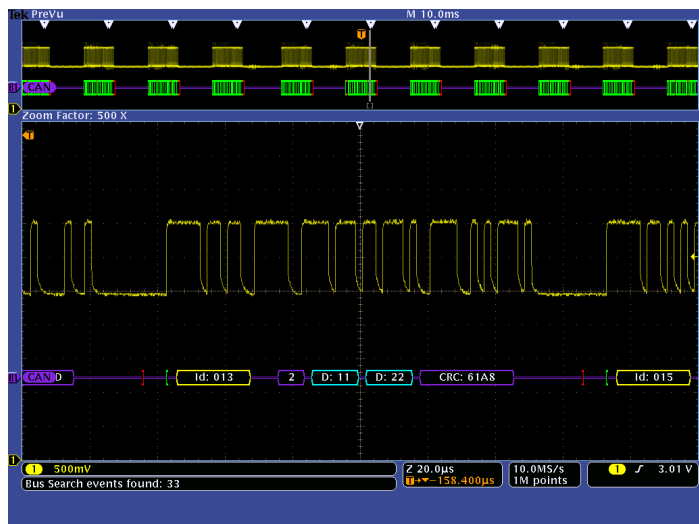 Tek PreVu M 10.0ms
T
B1 CAN
1
Zoom Factor: 500 X
T
B1 CAN D Id: 013 2 D: 11 D: 22 CRC: 61A8 Id: 015
1
1 500mV
Bus Search events found: 33
Z 20.0µs
T→▼-158.400µs
10.0MS/s
1M points
1 ∫ 3.01 V